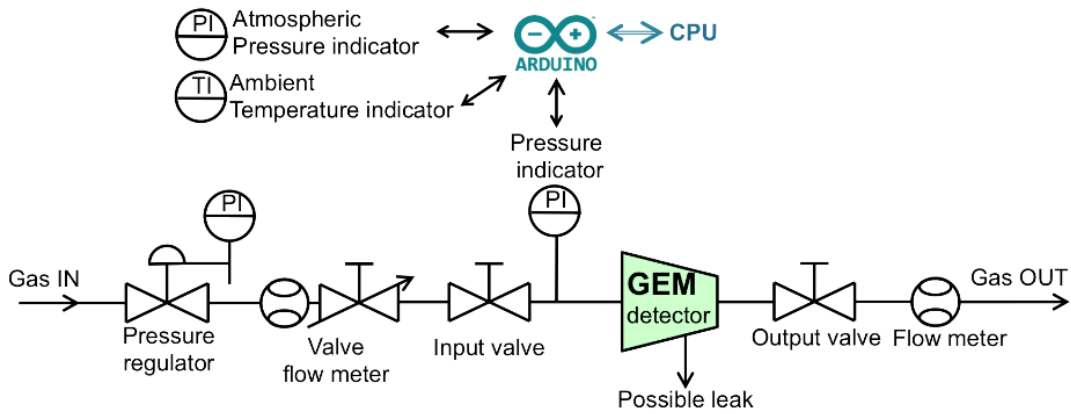 PI
Atmospheric
Pressure indicator
TI
Ambient
Temperature indicator
ARDUINO
CPU
Pressure
indicator
PI
PI
Gas IN
Pressure
regulator
Valve
flow meter
Input valve
GEM
detector
Possible leak
Output valve
Flow meter
Gas OUT